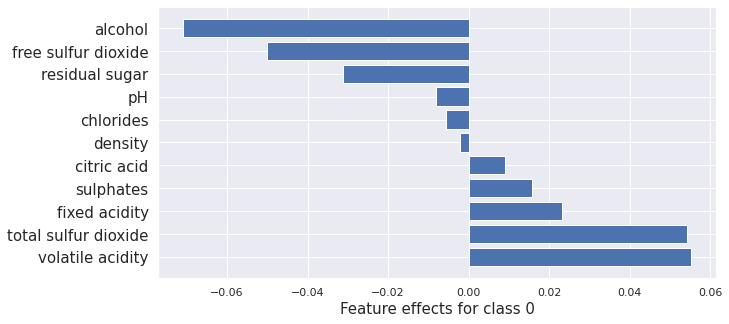 alcohol
free sulfur dioxide
residual sugar
pH
chlorides
density
citric acid
sulphates
fixed acidity
total sulfur dioxide
volatile acidity
−0.06 −0.04 −0.02 0.00 0.02 0.04 0.06
Feature effects for class 0